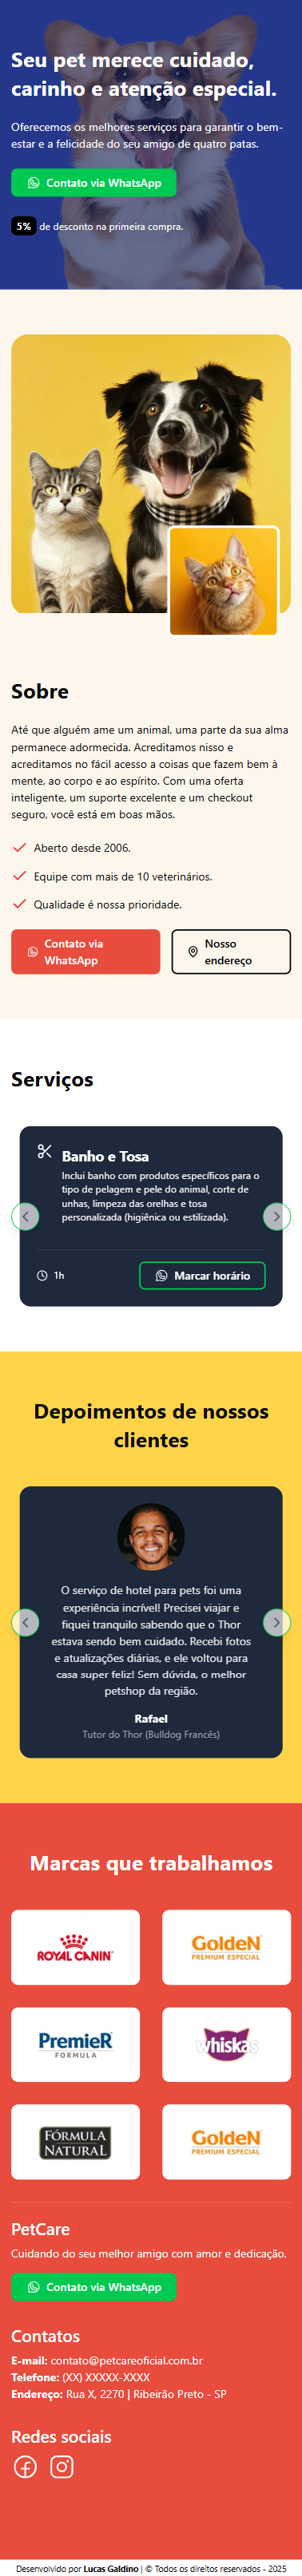 Seu pet merece cuidado,
carinho e atenção especial.
Oferecemos os melhores serviços para garantir o bem-
estar e a felicidade do seu amigo de quatro patas.
Contato via WhatsApp
5% de desconto na primeira compra.
Sobre
Até que alguém ame um animal, uma parte da sua alma
permanece adormecida. Acreditamos nisso e
acreditamos no fácil acesso a coisas que fazem bem à
mente, ao corpo e ao espírito. Com uma oferta
inteligente, um suporte excelente e um checkout
seguro, você está em boas mãos.
Aberto desde 2006.
Equipe com mais de 10 veterinários.
Qualidade é nossa prioridade.
Contato via
WhatsApp
Nosso
endereço
Serviços
Banho e Tosa
Inclui banho com produtos específicos para o
tipo de pelagem e pele do animal, corte de
unhas, limpeza das orelhas e tosa
personalizada (higiênica ou estilizada).
1h
Marcar horário
Depoimentos de nossos
clientes
O serviço de hotel para pets foi uma
experiência incrível! Precisei viajar e
fiquei tranquilo sabendo que o Thor
estava sendo bem cuidado. Recebi fotos
e atualizações diárias, e ele voltou para
casa super feliz! Sem dúvida, o melhor
petshop da região.
Rafael
Tutor do Thor (Bulldog Francês)
Marcas que trabalhamos
ROYAL CANIN
GoldeN
PREMIUM ESPECIAL
PremieR
FORMULA
whiskas
FÓRMULA
NATURAL
GoldeN
PREMIUM ESPECIAL
PetCare
Cuidando do seu melhor amigo com amor e dedicação.
Contato via WhatsApp
Contatos
E-mail: contato@petcareoficial.com.br
Telefone: (XX) XXXXX-XXXX
Endereço: Rua X, 2270 | Ribeirão Preto - SP
Redes sociais
Desenvolvido por Lucas Galdino | © Todos os direitos reservados - 2025